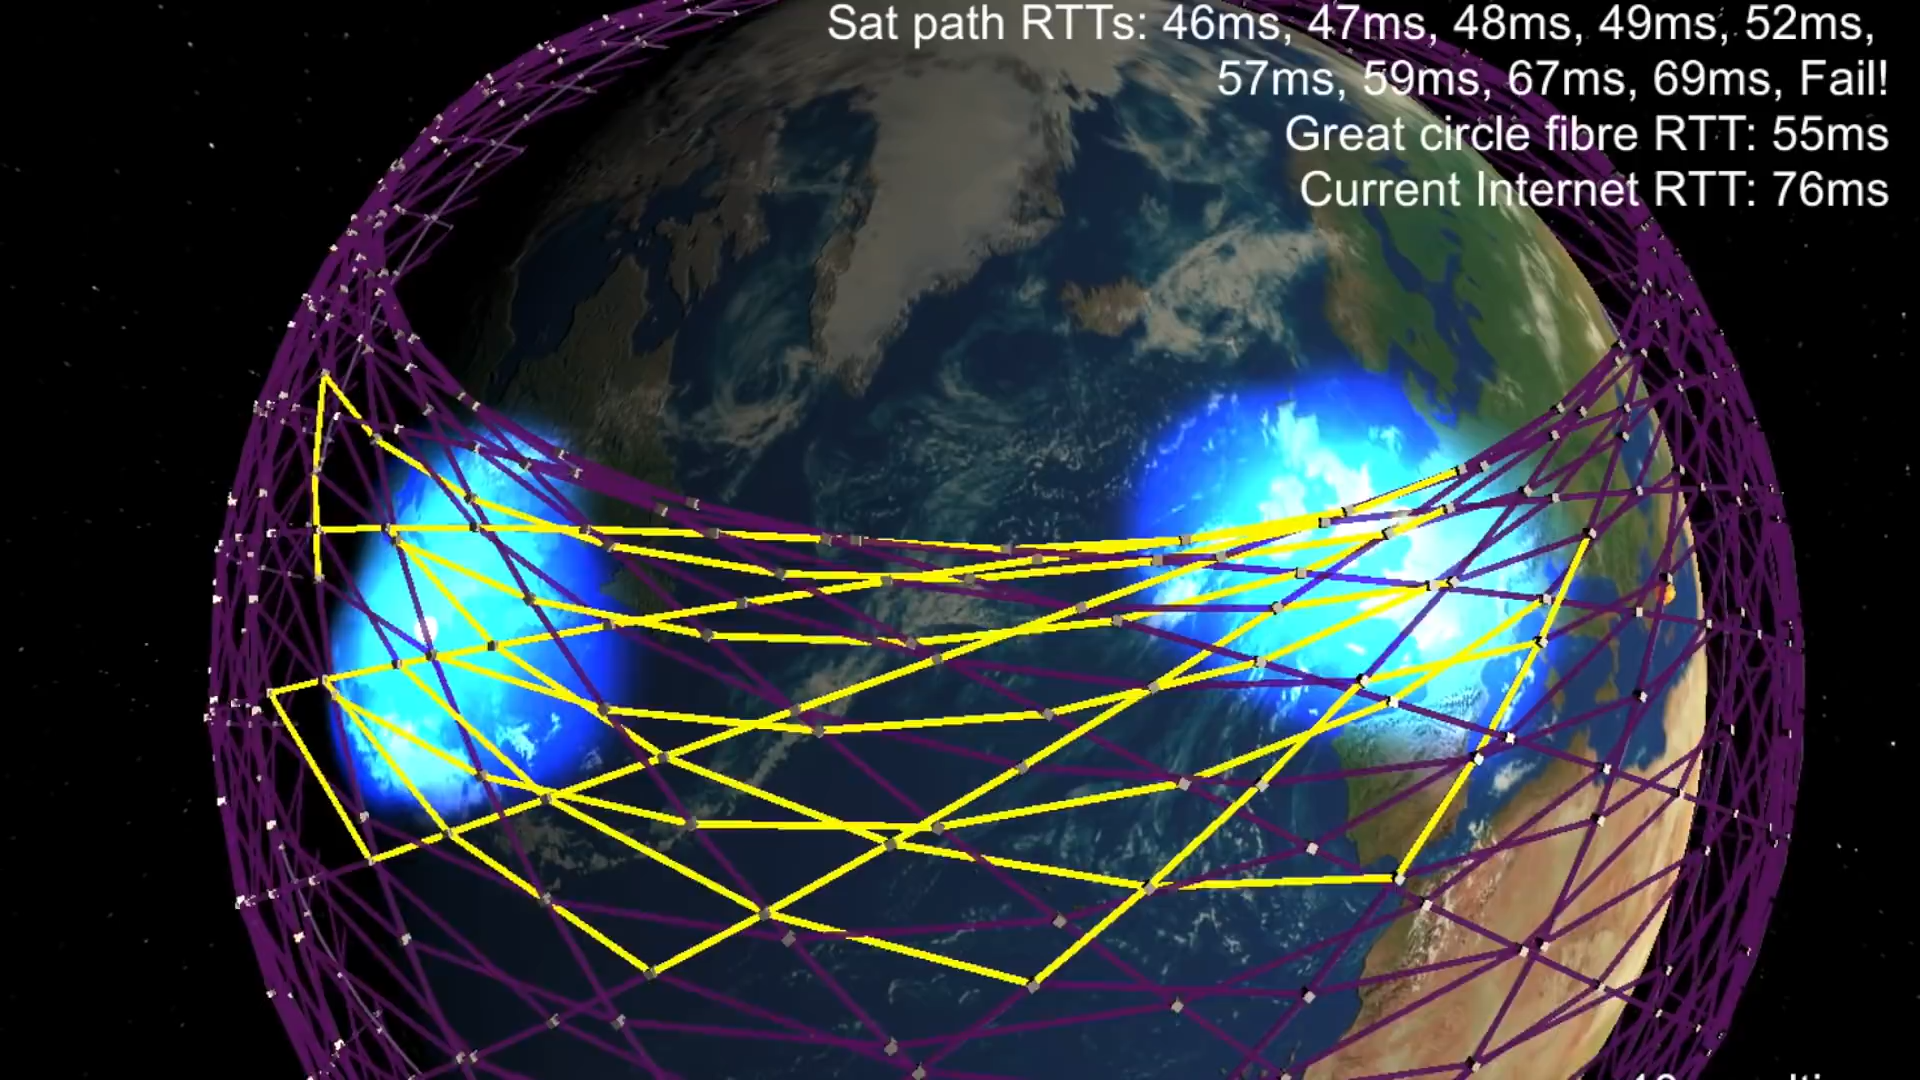 Sat path RTTs: 46ms, 47ms, 48ms, 49ms, 52ms,
57ms, 59ms, 67ms, 69ms, Fail!
Great circle fibre RTT: 55ms
Current Internet RTT: 76ms